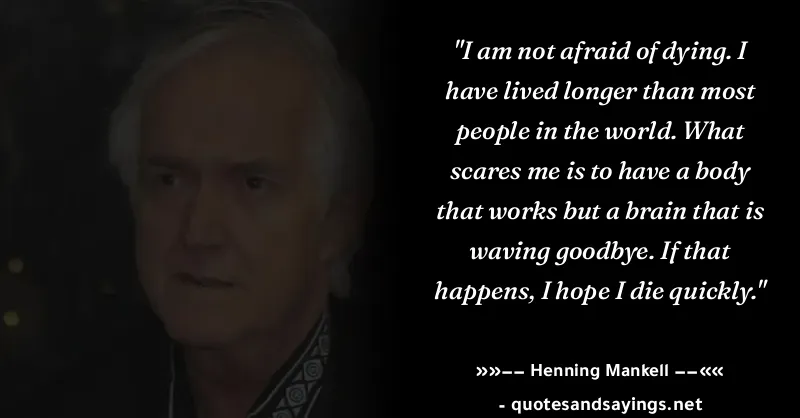 "I am not afraid of dying. I
have lived longer than most
people in the world. What
scares me is to have a body
that works but a brain that is
waving goodbye. If that
happens, I hope I die quickly."
»»–– Henning Mankell ––««
- quotesandsayings.net